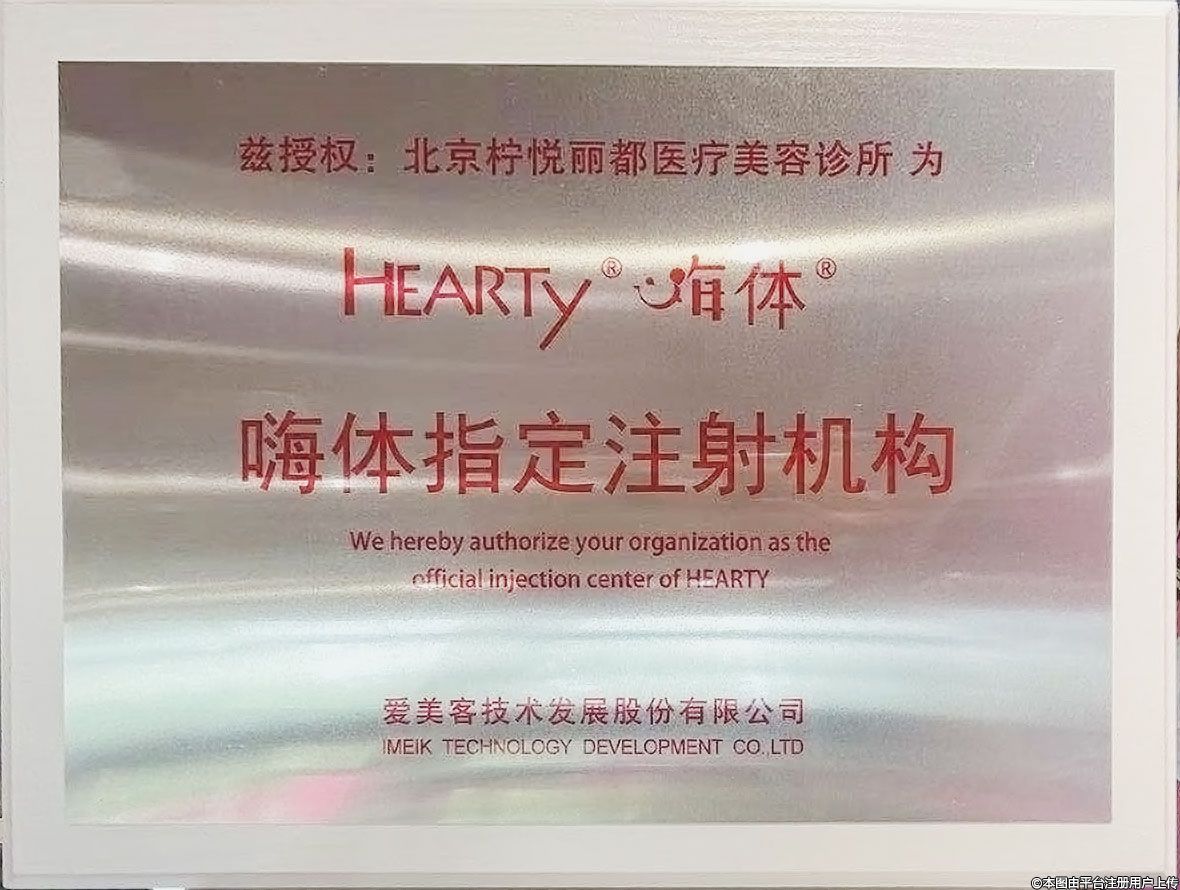 兹授权：北京柠悦丽都医疗美容诊所 为
HEARTY® 嗨体®
嗨体指定注射机构
We hereby authorize your organization as the
official injection center of HEARTY
爱美客技术发展股份有限公司
IMEIK TECHNOLOGY DEVELOPMENT CO.,LTD
©本图由平台注册用户上传